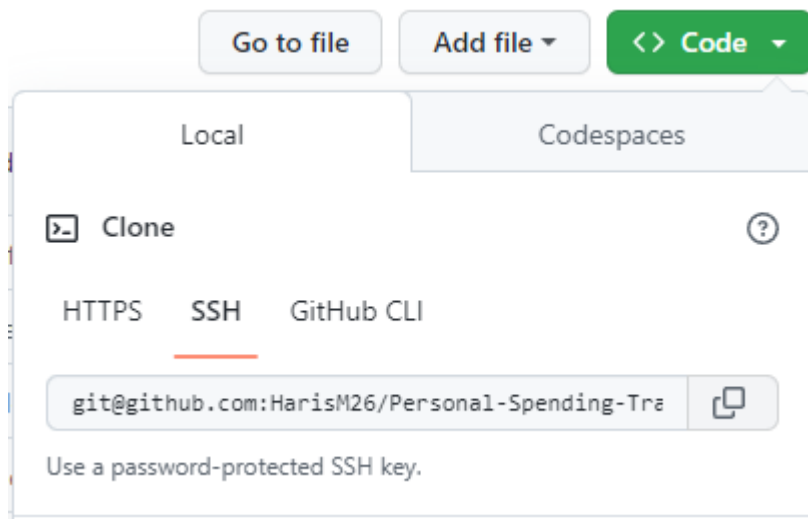 Go to file Add file <> Code
Local Codespaces
Clone
HTTPS SSH GitHub CLI
git@github.com:HarisM26/Personal-Spending-Tra
Use a password-protected SSH key.